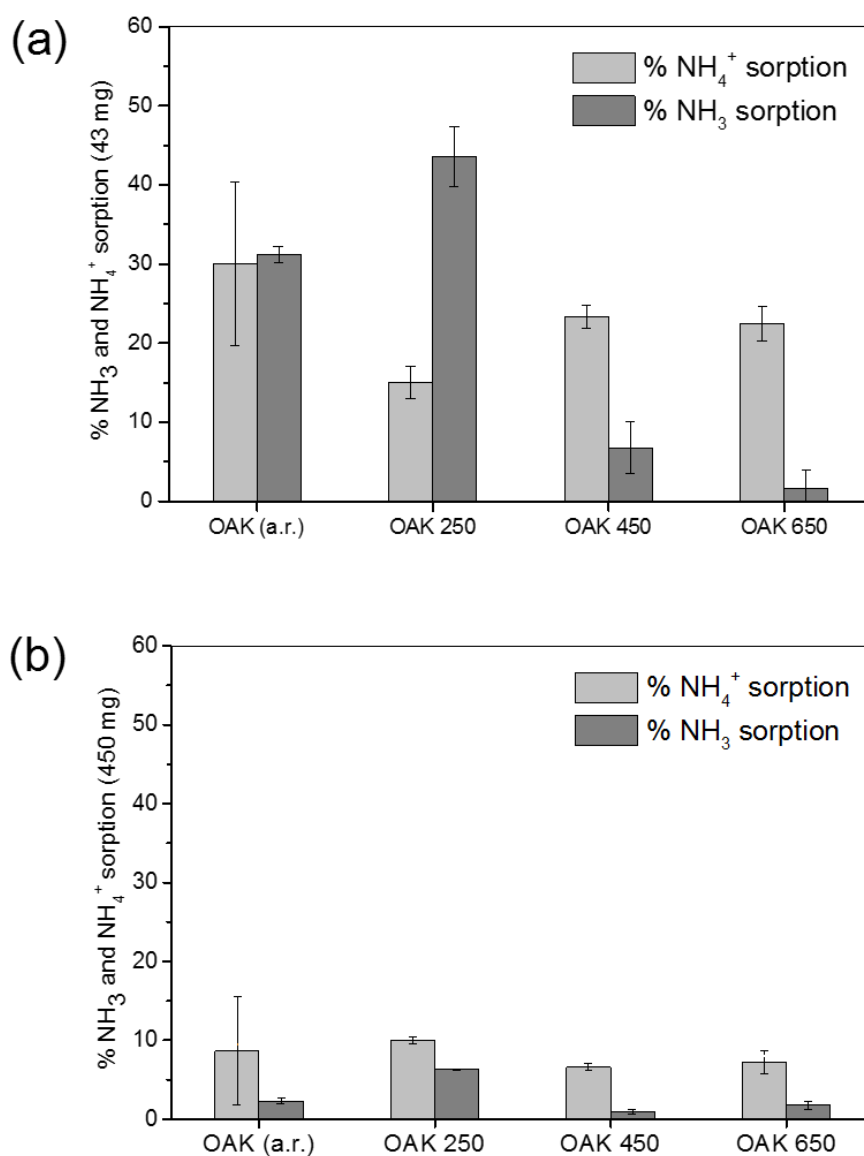 (a)
% NH₃ and NH₄⁺ sorption (43 mg)
60
50
40
30
20
10
0
% NH₄⁺ sorption
% NH₃ sorption
OAK (a.r.) OAK 250 OAK 450 OAK 650
(b)
% NH₃ and NH₄⁺ sorption (450 mg)
60
50
40
30
20
10
0
% NH₄⁺ sorption
% NH₃ sorption
OAK (a.r.) OAK 250 OAK 450 OAK 650